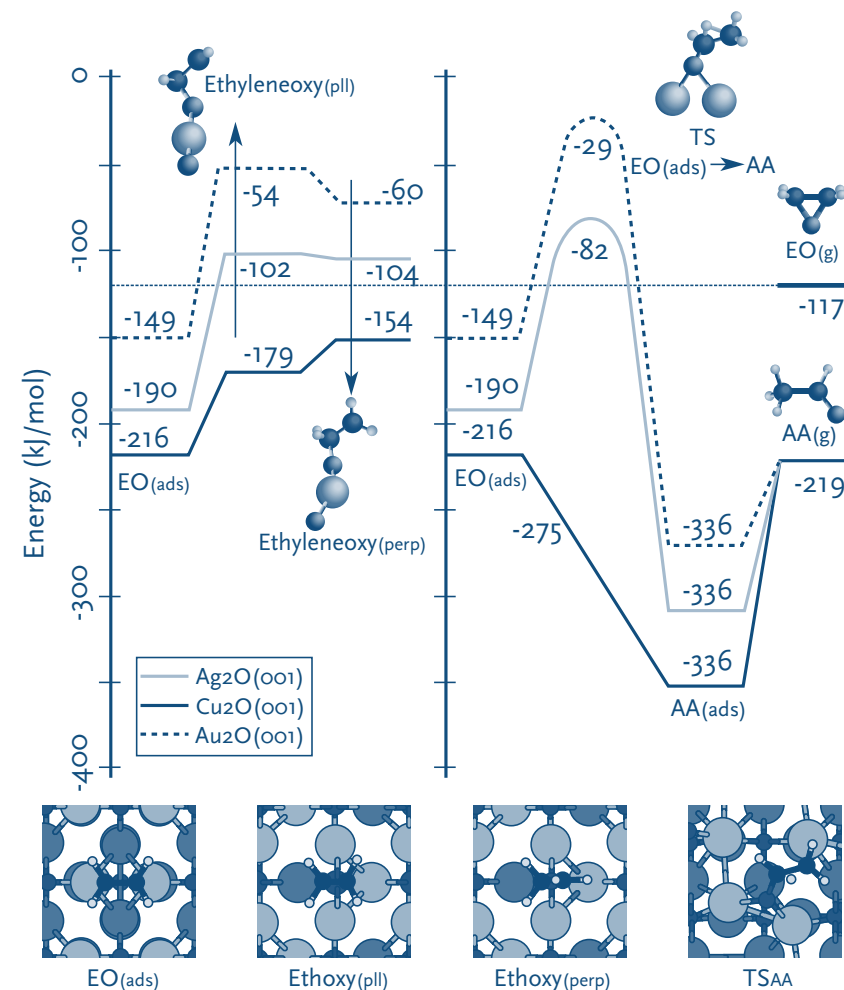 Energy (kJ/mol)
0
-100
-200
-300
-400
Ethyleneoxy(pll)
-54
-60
-102
-104
-149
-154
-179
-190
-216
EO(ads)
Ethyleneoxy(perp)
Ag2O(001)
Cu2O(001)
Au2O(001)
TS
EO(ads) AA
-29
-82
EO(g)
-117
-149
-190
-216
EO(ads)
-275
AA(g)
-219
-336
-336
-336
AA(ads)
EO(ads)
Ethoxy(pll)
Ethoxy(perp)
TSAA